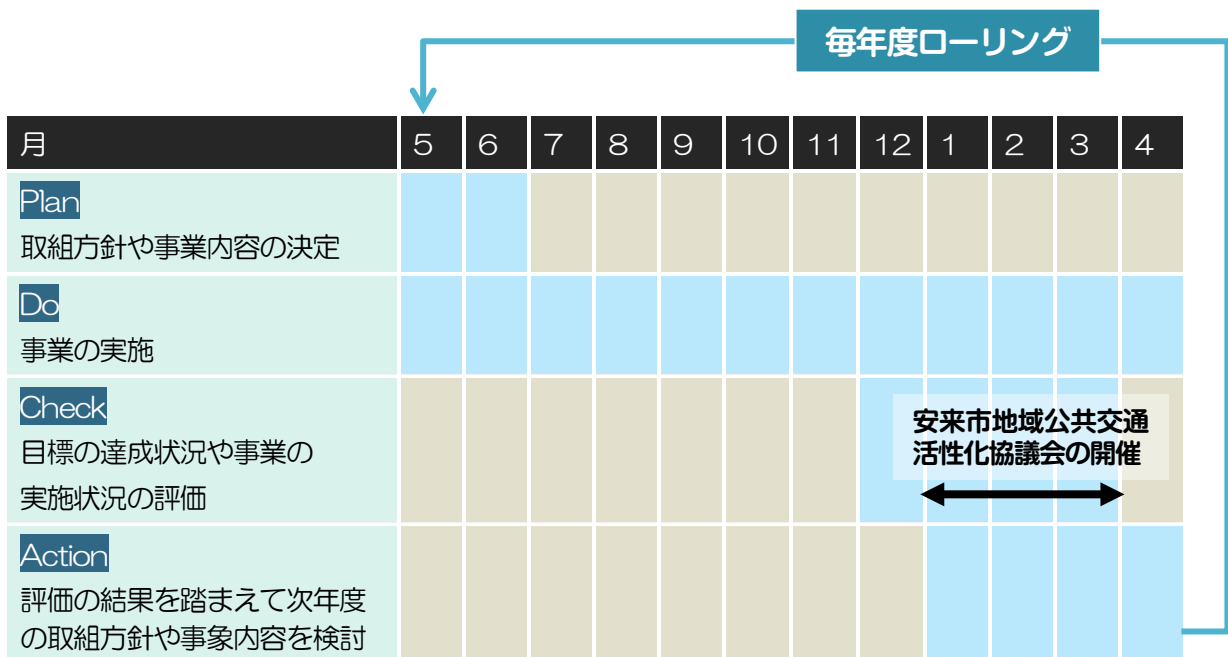 毎年度ローリング
月 5 6 7 8 9 10 11 12 1 2 3 4
Plan
取組方針や事業内容の決定
Do
事業の実施
Check
目標の達成状況や事業の
実施状況の評価
安来市地域公共交通
活性化協議会の開催
Action
評価の結果を踏まえて次年度
の取組方針や事象内容を検討